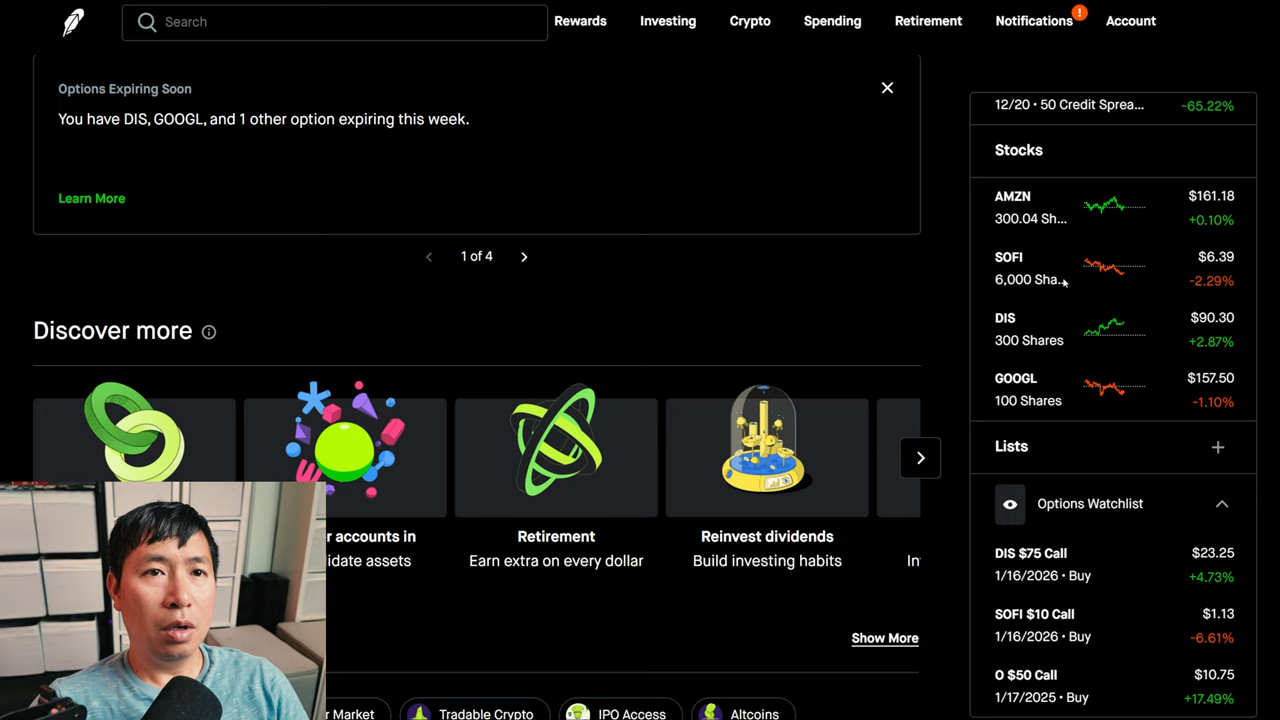 Search
Rewards
Investing
Crypto
Spending
Retirement
Notifications
!
Account
Options Expiring Soon
You have DIS, GOOGL, and 1 other option expiring this week.
Learn More
1 of 4
Discover more
r accounts in
idate assets
Retirement
Earn extra on every dollar
Reinvest dividends
Build investing habits
In
Show More
r Market
Tradable Crypto
IPO Access
Altcoins
12/20 • 50 Credit Sprea... -65.22%
Stocks
AMZN $161.18
300.04 Sh... +0.10%
SOFI $6.39
6,000 Sha... -2.29%
DIS $90.30
300 Shares +2.87%
GOOGL $157.50
100 Shares -1.10%
Lists +
Options Watchlist
DIS $75 Call $23.25
1/16/2026 • Buy +4.73%
SOFI $10 Call $1.13
1/16/2026 • Buy -6.61%
O $50 Call $10.75
1/17/2025 • Buy +17.49%